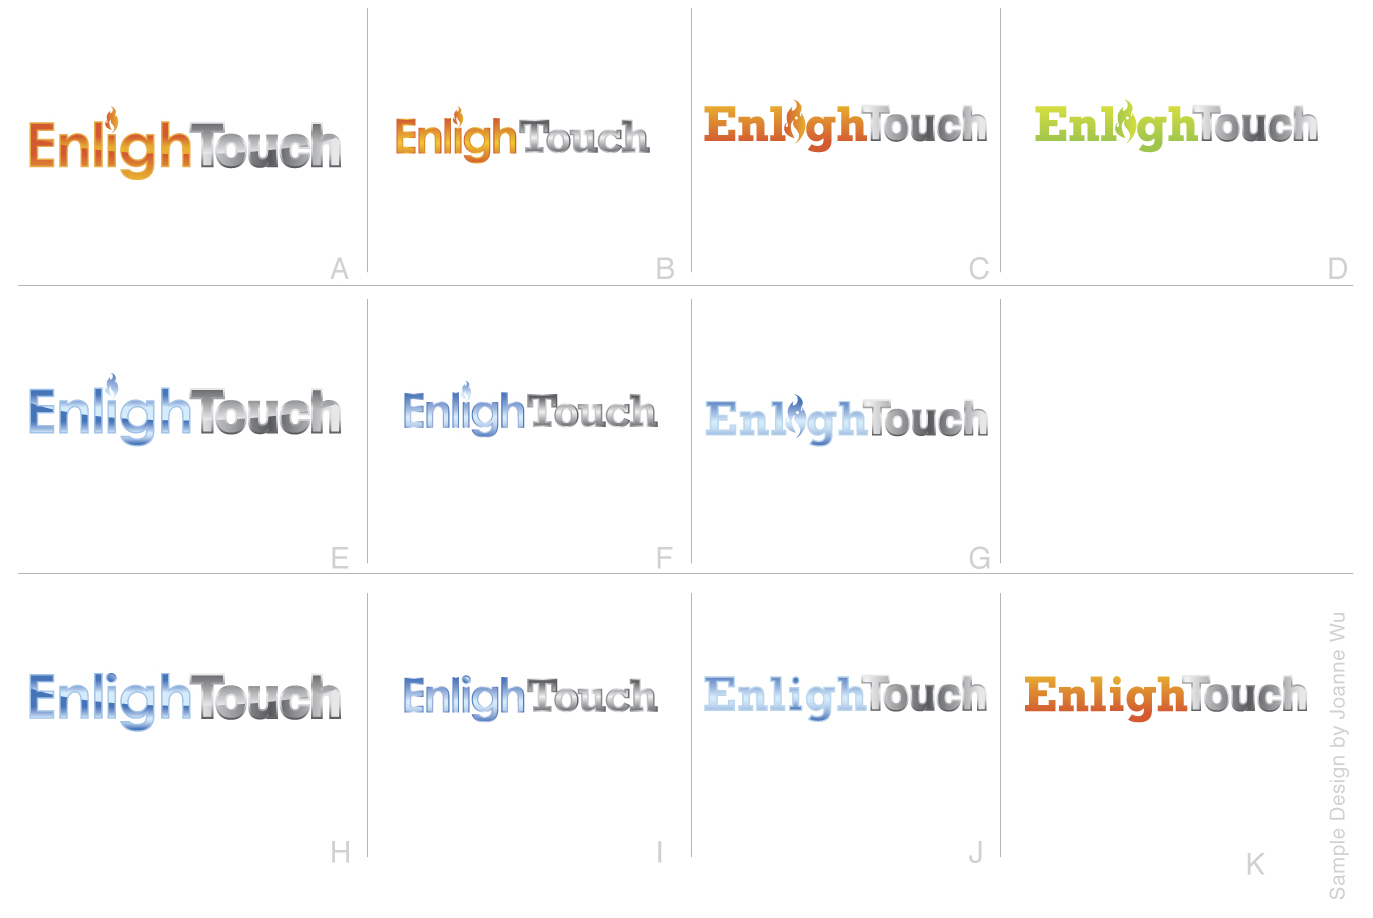 EnlighTouch
A
EnlighTouch
B
EnlighTouch
C
EnlighTouch
D
EnlighTouch
E
EnlighTouch
F
EnlighTouch
G
EnlighTouch
H
EnlighTouch
I
EnlighTouch
J
EnlighTouch
K
Sample Design by Joanne Wu